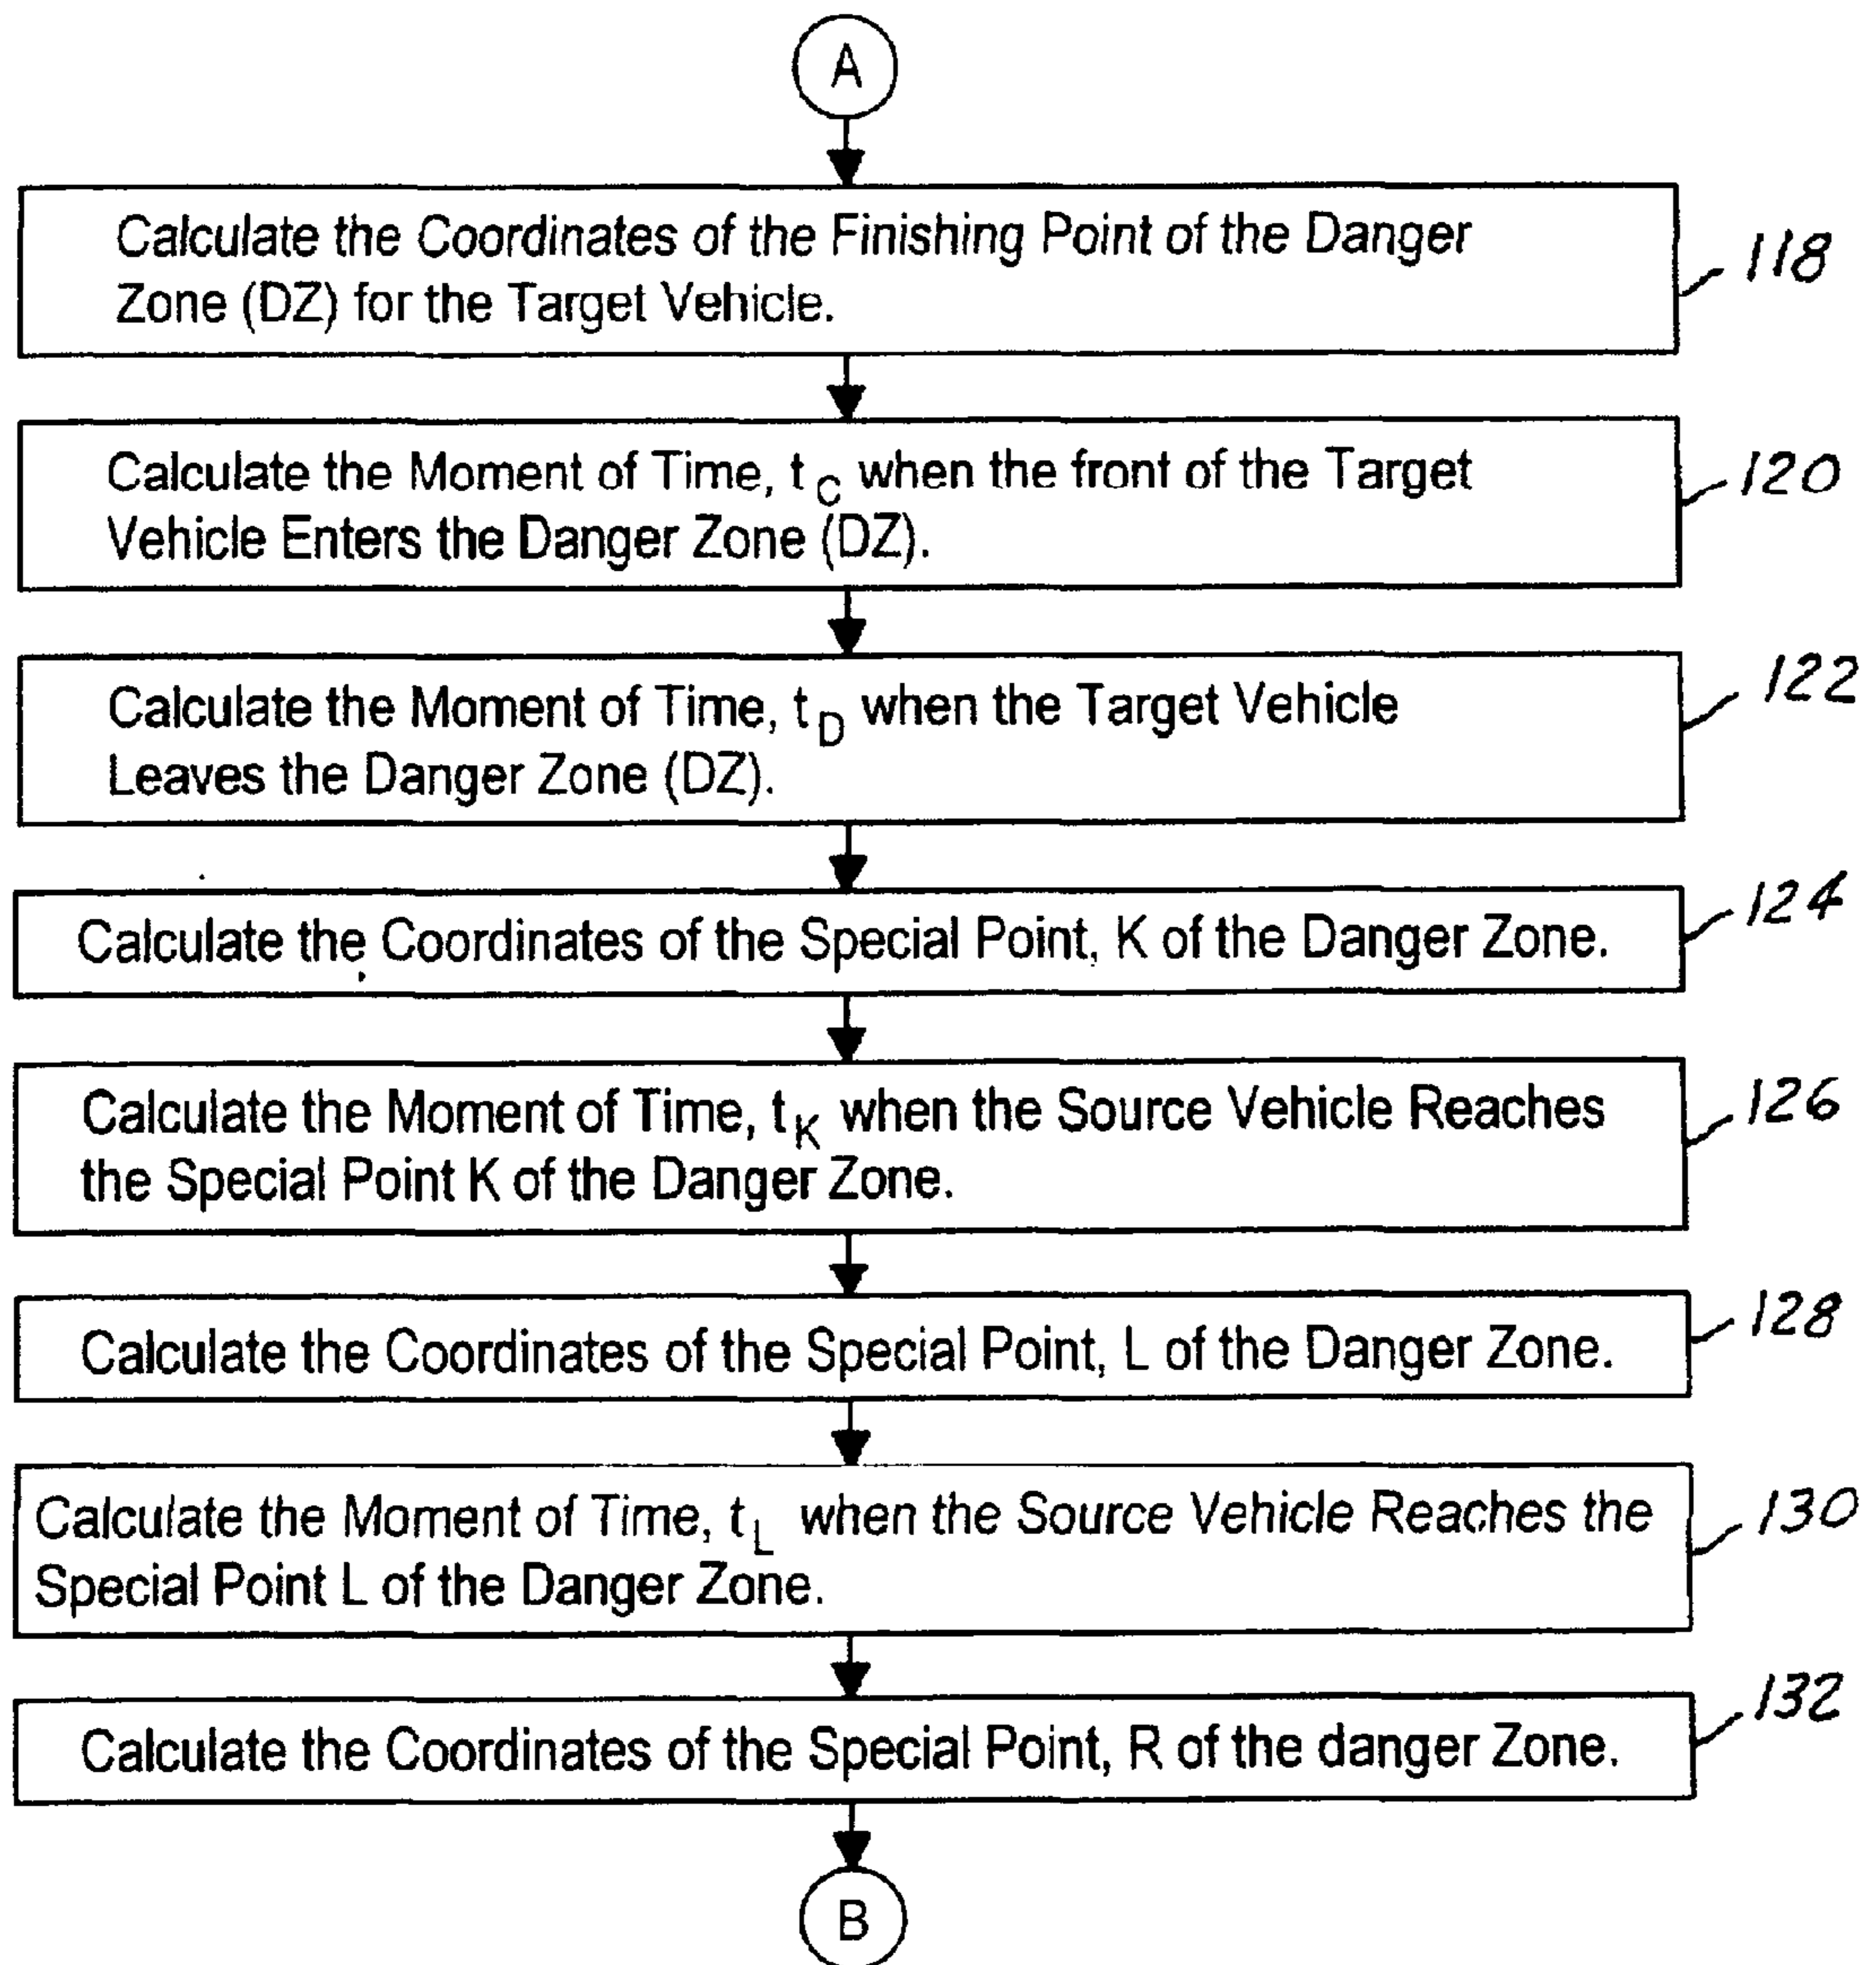 A
Calculate the Coordinates of the Finishing Point of the Danger
Zone (DZ) for the Target Vehicle.
118
Calculate the Moment of Time, t C when the front of the Target
Vehicle Enters the Danger Zone (DZ).
120
Calculate the Moment of Time, t D when the Target Vehicle
Leaves the Danger Zone (DZ).
122
Calculate the Coordinates of the Special Point, K of the Danger Zone.
124
Calculate the Moment of Time, t K when the Source Vehicle Reaches
the Special Point K of the Danger Zone.
126
Calculate the Coordinates of the Special Point, L of the Danger Zone.
128
Calculate the Moment of Time, t L when the Source Vehicle Reaches the
Special Point L of the Danger Zone.
130
Calculate the Coordinates of the Special Point, R of the danger Zone.
132
B